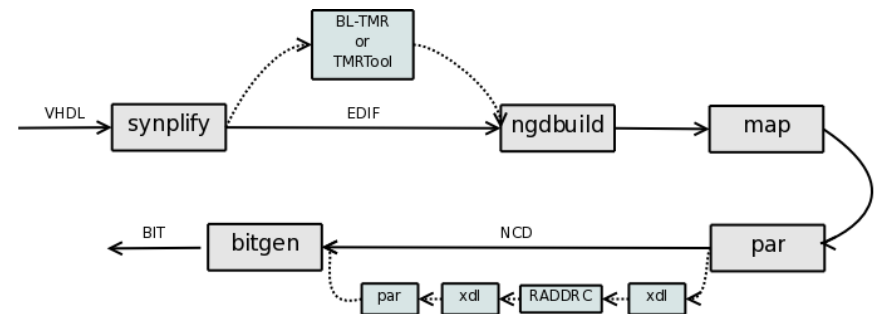 BL-TMR
or
TMRTool
VHDL
synplify
EDIF
ngdbuild
map
BIT
bitgen
NCD
par
par
xdl
RADDRC
xdl